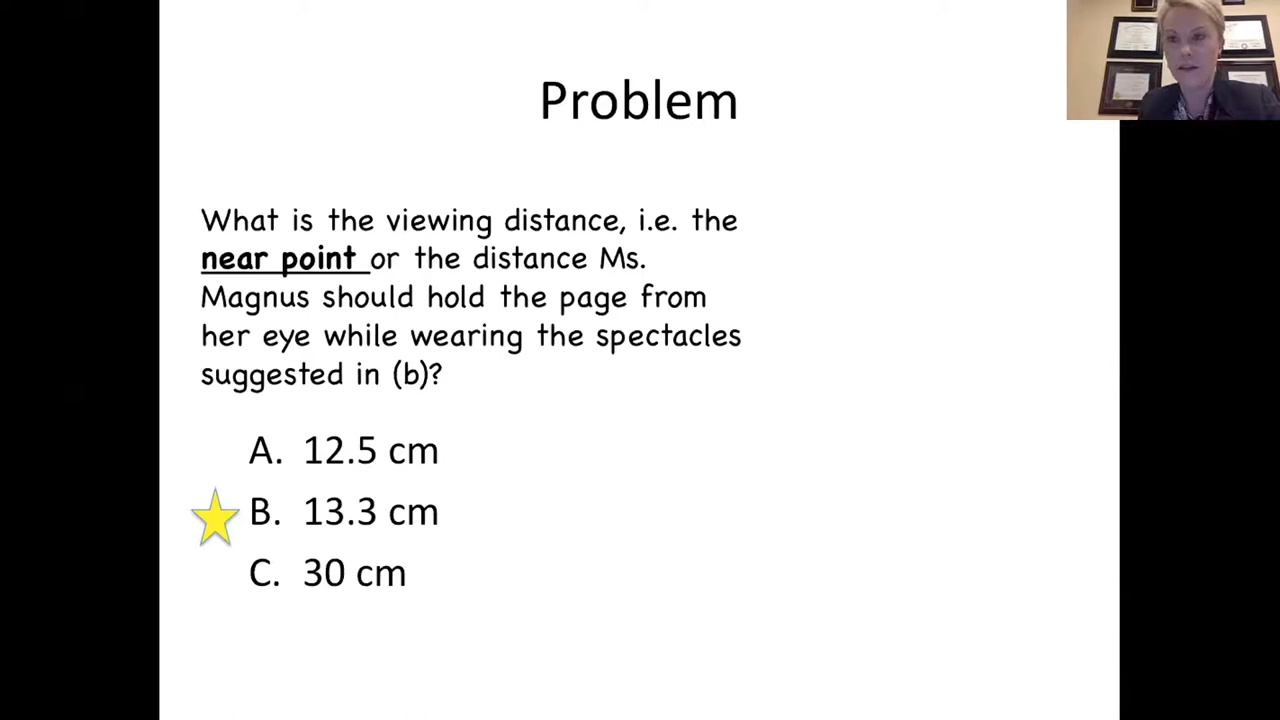 Problem
What is the viewing distance, i.e. the
near point or the distance Ms.
Magnus should hold the page from
her eye while wearing the spectacles
suggested in (b)?
A. 12.5 cm
B. 13.3 cm
C. 30 cm